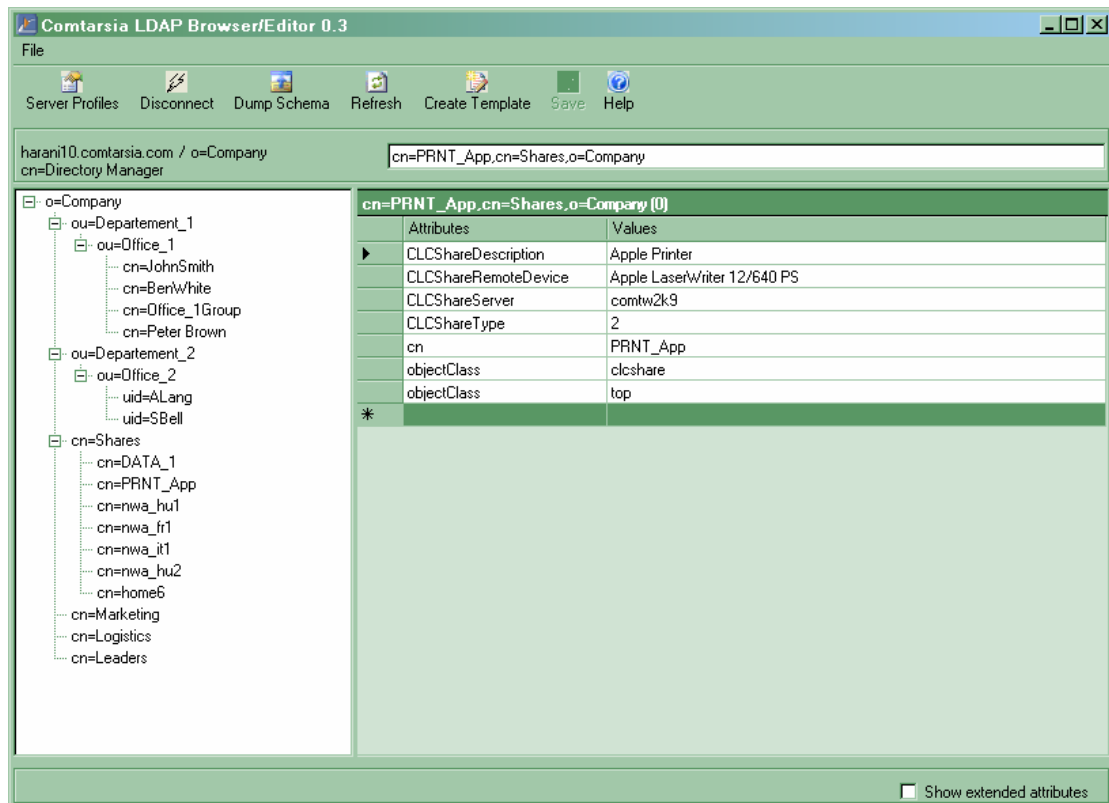 Comtarsia LDAP Browser/Editor 0.3
File
Server Profiles Disconnect Dump Schema Refresh Create Template Save Help
harani10.comtarsia.com / o=Company
cn=Directory Manager
cn=PRNT_App,cn=Shares,o=Company
o=Company
ou=Departement_1
ou=Office_1
cn=JohnSmith
cn=BenWhite
cn=Office_1Group
cn=Peter Brown
ou=Departement_2
ou=Office_2
uid=ALang
uid=SBell
cn=Shares
cn=DATA_1
cn=PRNT_App
cn=nwa_hu1
cn=nwa_fr1
cn=nwa_it1
cn=nwa_hu2
cn=home6
cn=Marketing
cn=Logistics
cn=Leaders
cn=PRNT_App,cn=Shares,o=Company (0)
Attributes Values
CLCShareDescription Apple Printer
CLCShareRemoteDevice Apple LaserWriter 12/640 PS
CLCShareServer comtw2k9
CLCShareType 2
cn PRNT_App
objectClass clcshare
objectClass top
Show extended attributes